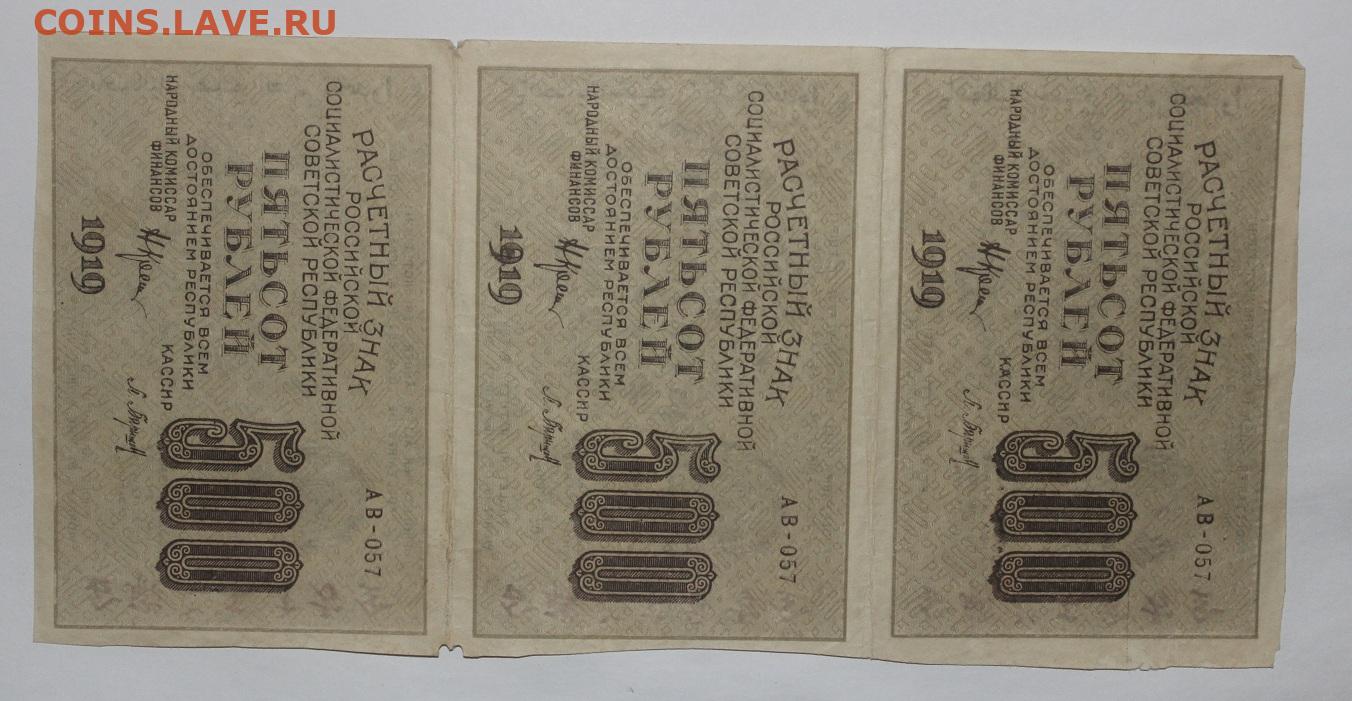 COINS.LAVE.RU
РАСЧЕТНЫЙ ЗНАК
АВ-057
РОССИЙСКОЙ
СОЦИАЛИСТИЧЕСКОЙ ФЕДЕРАТИВНОЙ
СОВЕТСКОЙ РЕСПУБЛИКИ
ПЯТЬСОТ
РУБЛЕЙ
500
ОБЕСПЕЧИВАЕТСЯ ВСЕМ
ДОСТОЯНИЕМ РЕСПУБЛИКИ
НАРОДНЫЙ КОМИССАР
ФИНАНСОВ
КАССИР
1919
РАСЧЕТНЫЙ ЗНАК
АВ-057
РОССИЙСКОЙ
СОЦИАЛИСТИЧЕСКОЙ ФЕДЕРАТИВНОЙ
СОВЕТСКОЙ РЕСПУБЛИКИ
ПЯТЬСОТ
РУБЛЕЙ
500
ОБЕСПЕЧИВАЕТСЯ ВСЕМ
ДОСТОЯНИЕМ РЕСПУБЛИКИ
НАРОДНЫЙ КОМИССАР
ФИНАНСОВ
КАССИР
1919
РАСЧЕТНЫЙ ЗНАК
АВ-057
РОССИЙСКОЙ
СОЦИАЛИСТИЧЕСКОЙ ФЕДЕРАТИВНОЙ
СОВЕТСКОЙ РЕСПУБЛИКИ
ПЯТЬСОТ
РУБЛЕЙ
500
ОБЕСПЕЧИВАЕТСЯ ВСЕМ
ДОСТОЯНИЕМ РЕСПУБЛИКИ
НАРОДНЫЙ КОМИССАР
ФИНАНСОВ
КАССИР
1919